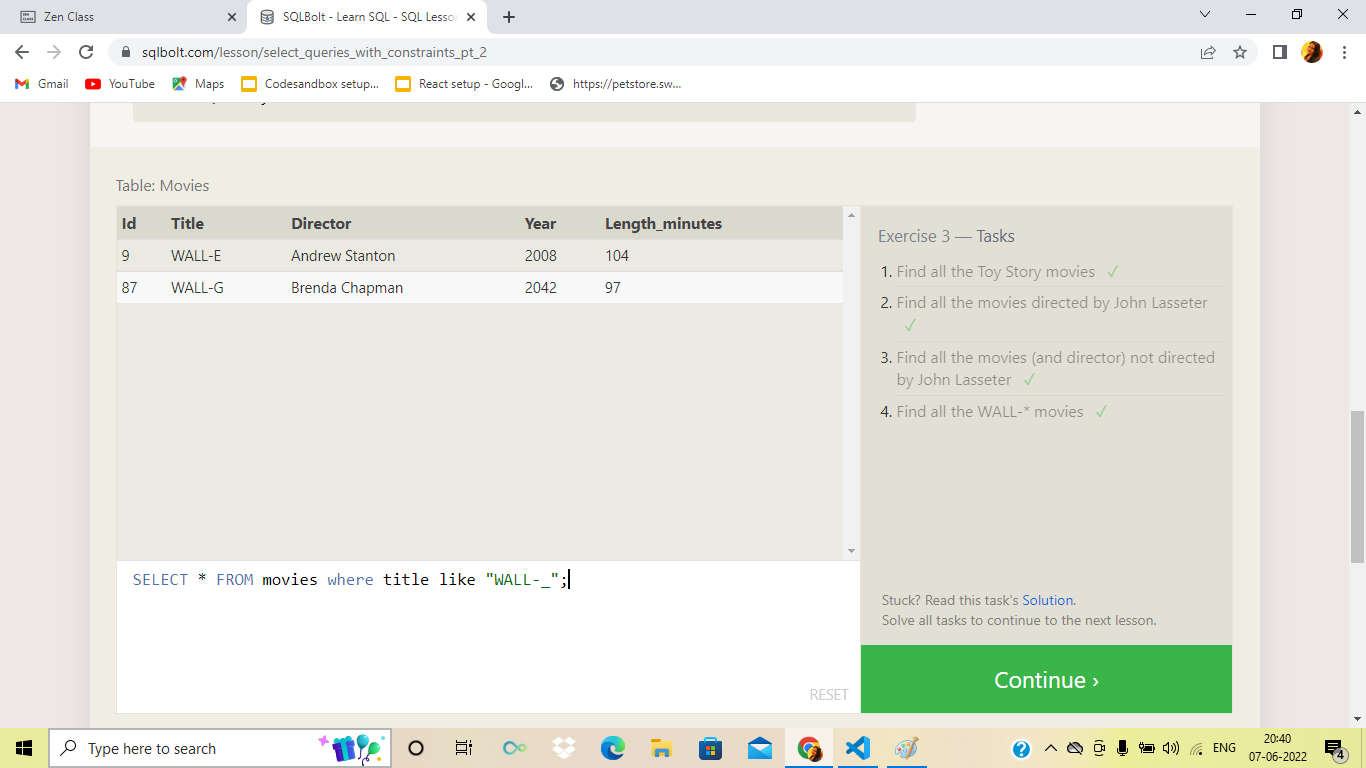 Zen Class
SQLBolt - Learn SQL - SQL Lesson
sqlbolt.com/lesson/select_queries_with_constraints_pt_2
Gmail YouTube Maps Codesandbox setup... React setup - Googl... https://petstore.sw...
Table: Movies
Id Title Director Year Length_minutes
9 WALL-E Andrew Stanton 2008 104
87 WALL-G Brenda Chapman 2042 97
SELECT * FROM movies where title like "WALL-_";
RESET
Exercise 3 — Tasks
1. Find all the Toy Story movies ✓
2. Find all the movies directed by John Lasseter
✓
3. Find all the movies (and director) not directed
by John Lasseter ✓
4. Find all the WALL-* movies ✓
Stuck? Read this task's Solution.
Solve all tasks to continue to the next lesson.
Continue ›
Type here to search
ENG
20:40
07-06-2022
4